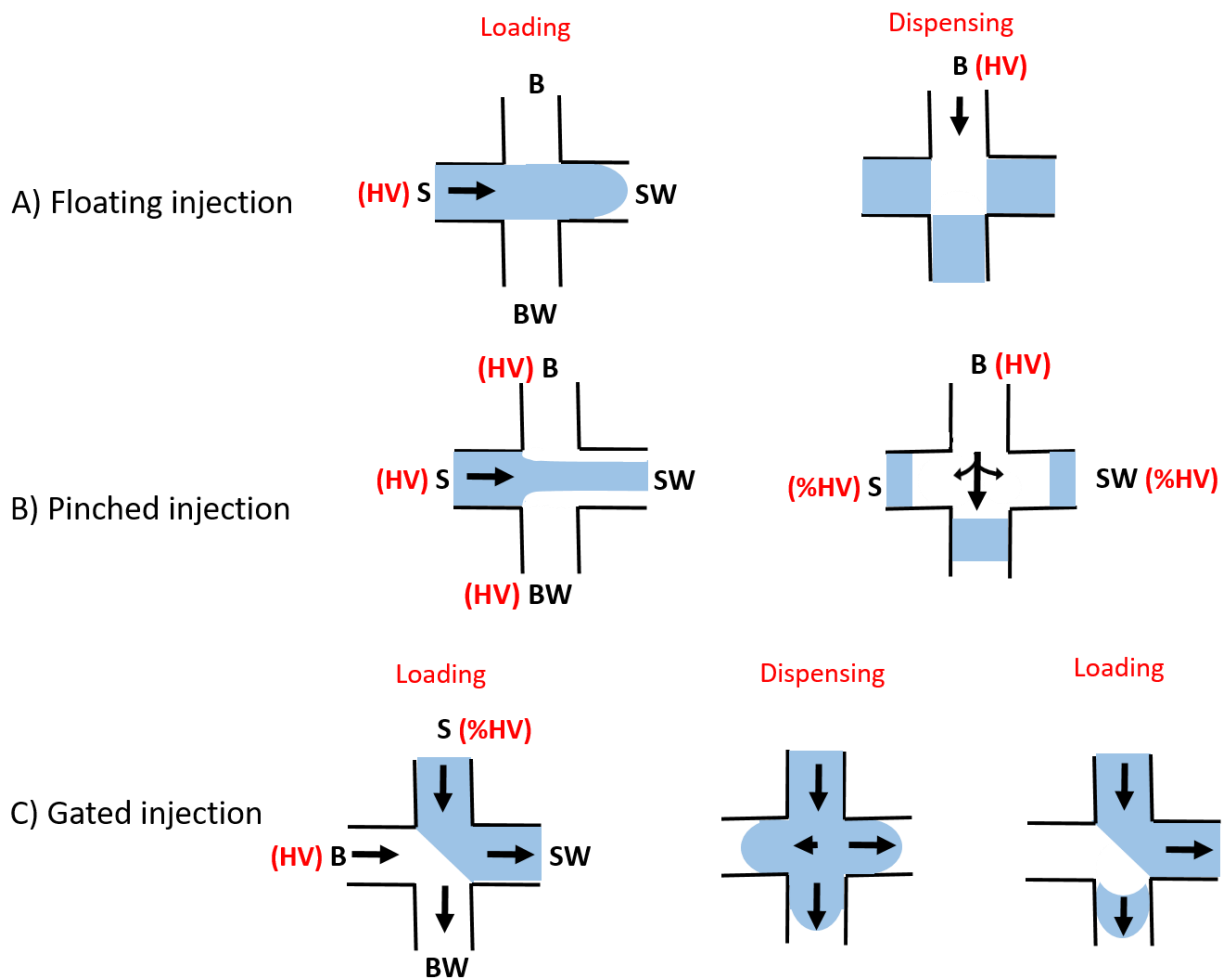 Loading
Dispensing
B
B (HV)
A) Floating injection
(HV) S
SW
BW
(HV) B
B (HV)
B) Pinched injection
(HV) S
SW
(%HV) S
SW (%HV)
(HV) BW
Loading
Dispensing
Loading
S (%HV)
C) Gated injection
(HV) B
SW
BW